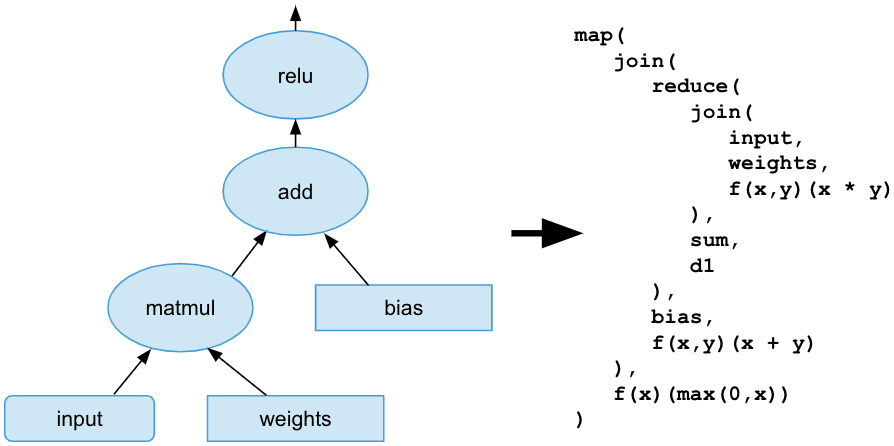 relu
add
matmul
bias
input
weights
map(
join(
reduce(
join(
input,
weights,
f(x,y)(x * y)
),
sum,
d1
),
bias,
f(x,y)(x + y)
),
f(x)(max(0,x))
)